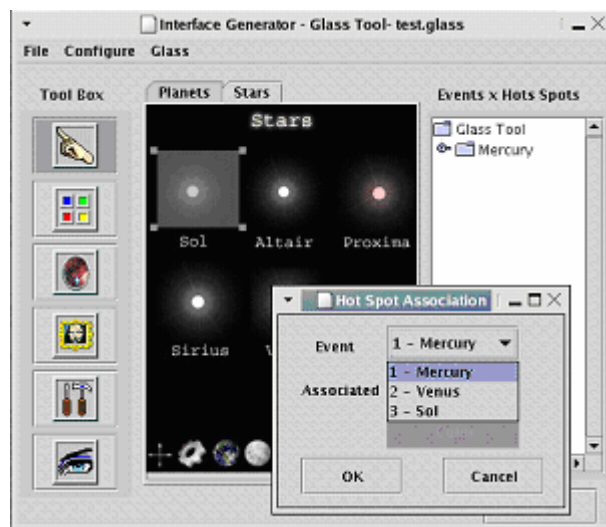 Interface Generator - Glass Tool- test.glass
File Configure Glass
Tool Box
Planets Stars
Events x Hots Spots
Stars
Glass Tool
Mercury
Sol Altair Proxima
Sirius V
Hot Spot Association
Event 1 - Mercury
Associated
1 - Mercury
2 - Venus
3 - Sol
OK Cancel